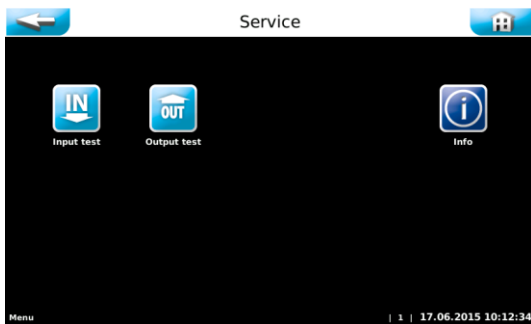 Service
IN
OUT
i
Input test
Output test
Info
Menu
| 1 | 17.06.2015 10:12:34